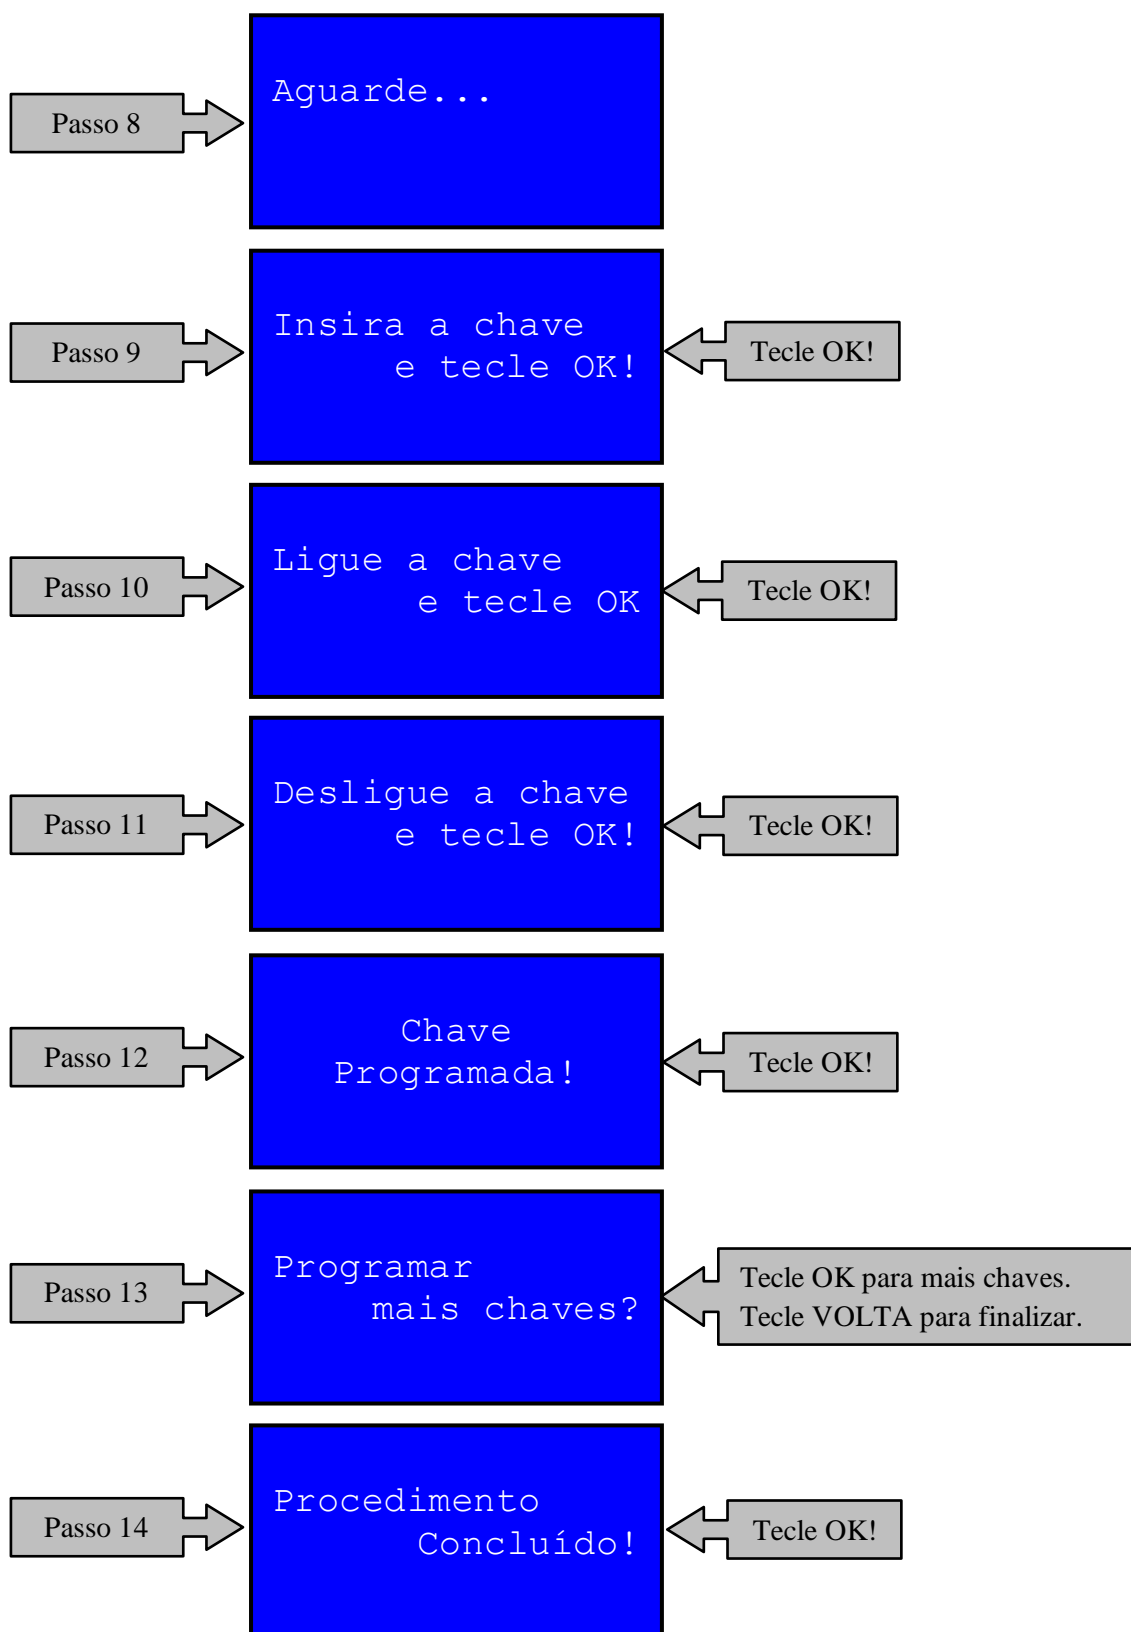 Passo 8
Aguarde...
Passo 9
Insira a chave
e tecle OK!
Tecle OK!
Passo 10
Ligue a chave
e tecle OK
Tecle OK!
Passo 11
Desligue a chave
e tecle OK!
Tecle OK!
Passo 12
Chave
Programada!
Tecle OK!
Passo 13
Programar
mais chaves?
Tecle OK para mais chaves.
Tecle VOLTA para finalizar.
Passo 14
Procedimento
Concluído!
Tecle OK!